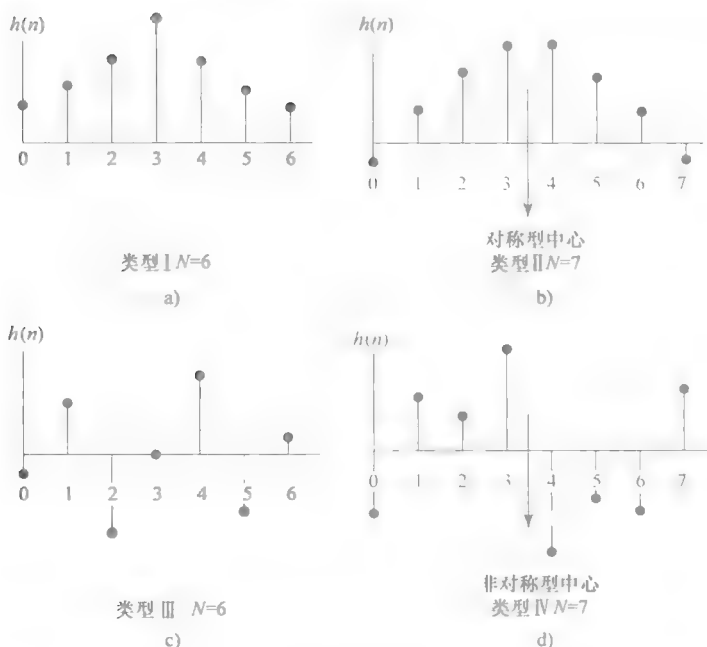 h(n)
0 1 2 3 4 5 6
类型Ⅰ N=6
a)
h(n)
0 1 2 3 4 5 6 7
对称型中心
类型Ⅱ N=7
b)
h(n)
0 1 2 3 4 5 6
类型Ⅲ N=6
c)
h(n)
0 1 2 3 4 5 6 7
非对称型中心
类型Ⅳ N=7
d)